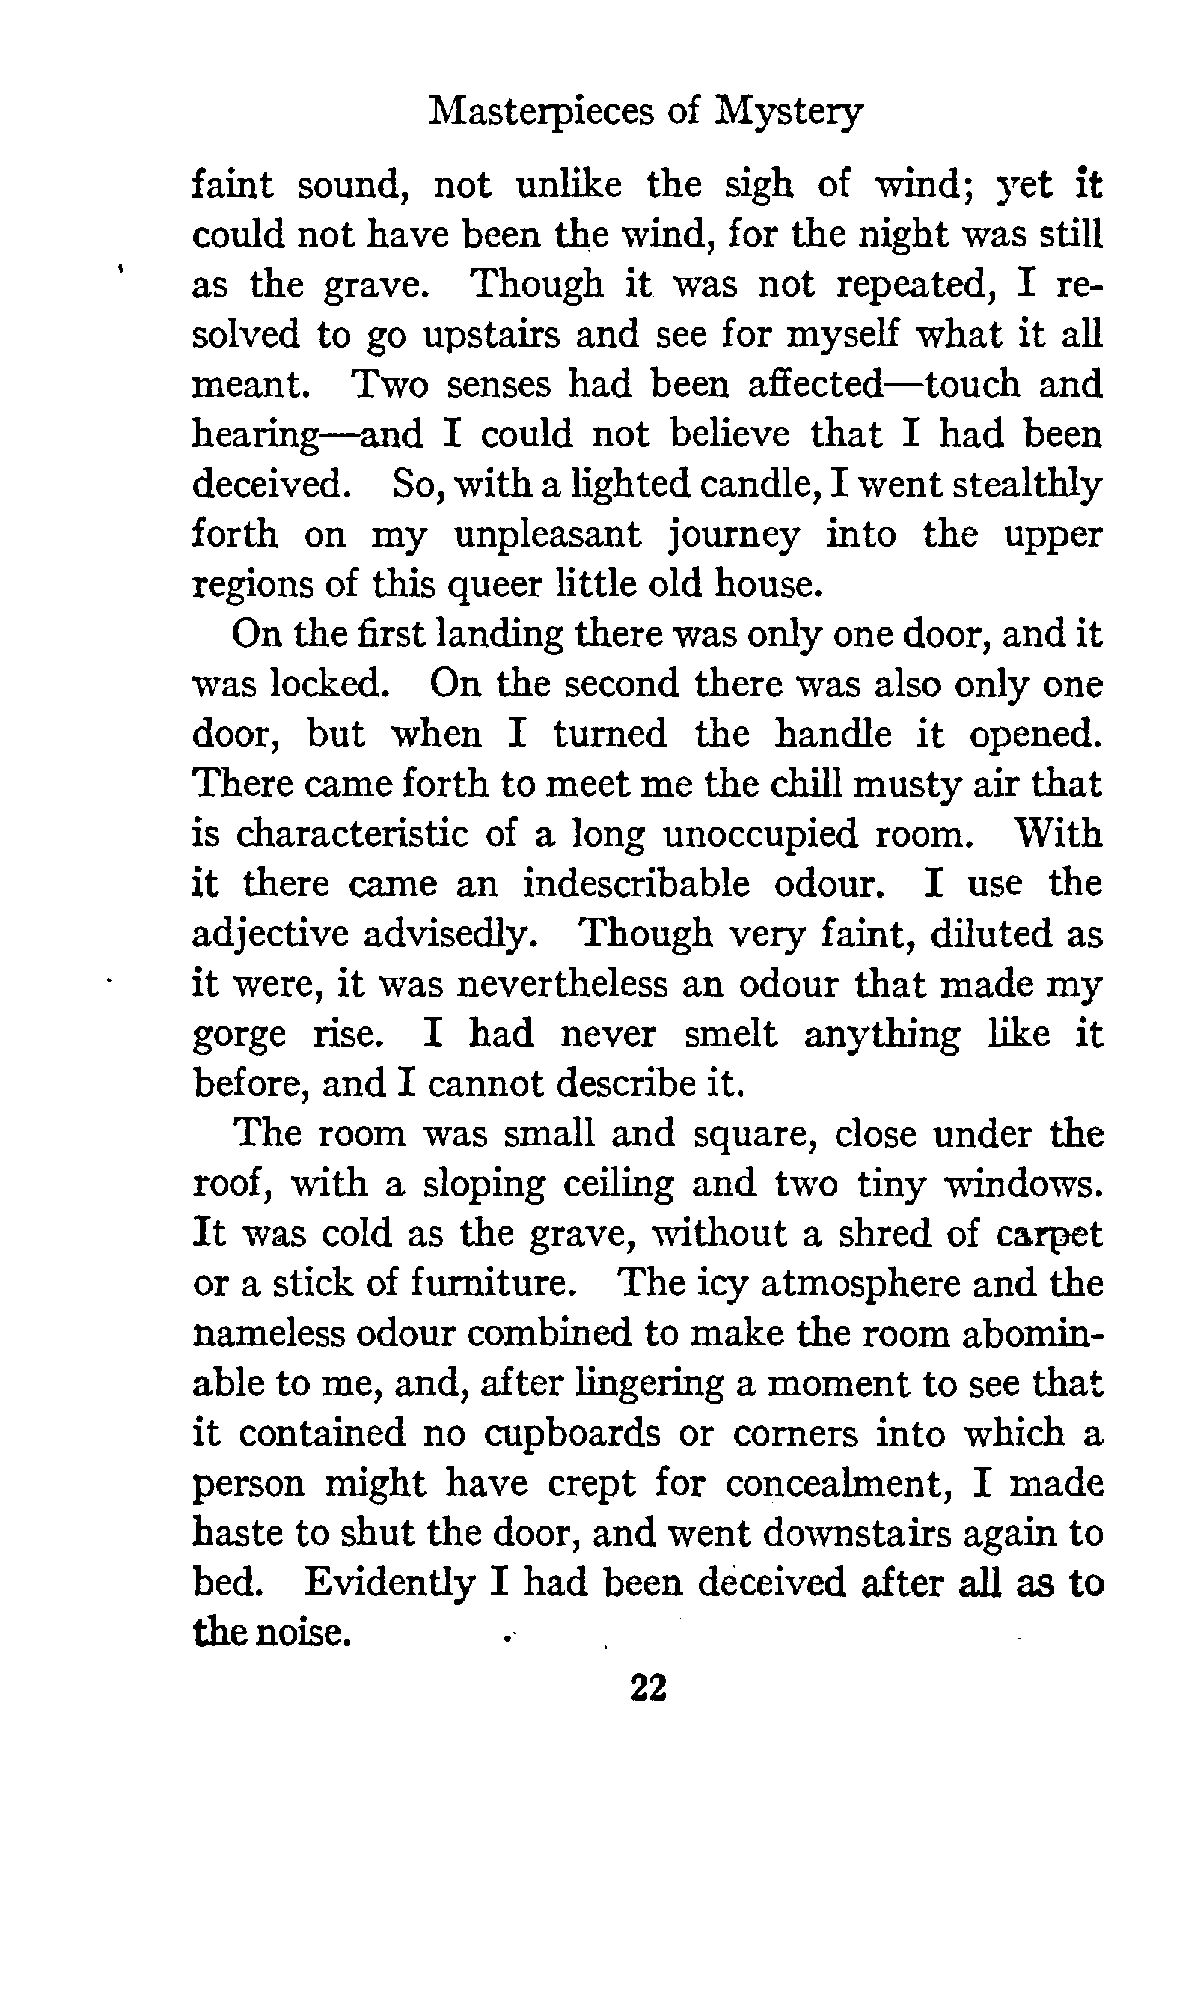 Masterpieces of Mystery
faint sound, not unlike the sigh of wind; yet it
could not have been the wind, for the night was still
as the grave. Though it was not repeated, I re-
solved to go upstairs and see for myself what it all
meant. Two senses had been affected—touch and
hearing—and I could not believe that I had been
deceived. So, with a lighted candle, I went stealthly
forth on my unpleasant journey into the upper
regions of this queer little old house.
On the first landing there was only one door, and it
was locked. On the second there was also only one
door, but when I turned the handle it opened.
There came forth to meet me the chill musty air that
is characteristic of a long unoccupied room. With
it there came an indescribable odour. I use the
adjective advisedly. Though very faint, diluted as
it were, it was nevertheless an odour that made my
gorge rise. I had never smelt anything like it
before, and I cannot describe it.
The room was small and square, close under the
roof, with a sloping ceiling and two tiny windows.
It was cold as the grave, without a shred of carpet
or a stick of furniture. The icy atmosphere and the
nameless odour combined to make the room abomin-
able to me, and, after lingering a moment to see that
it contained no cupboards or corners into which a
person might have crept for concealment, I made
haste to shut the door, and went downstairs again to
bed. Evidently I had been deceived after all as to
the noise.
22